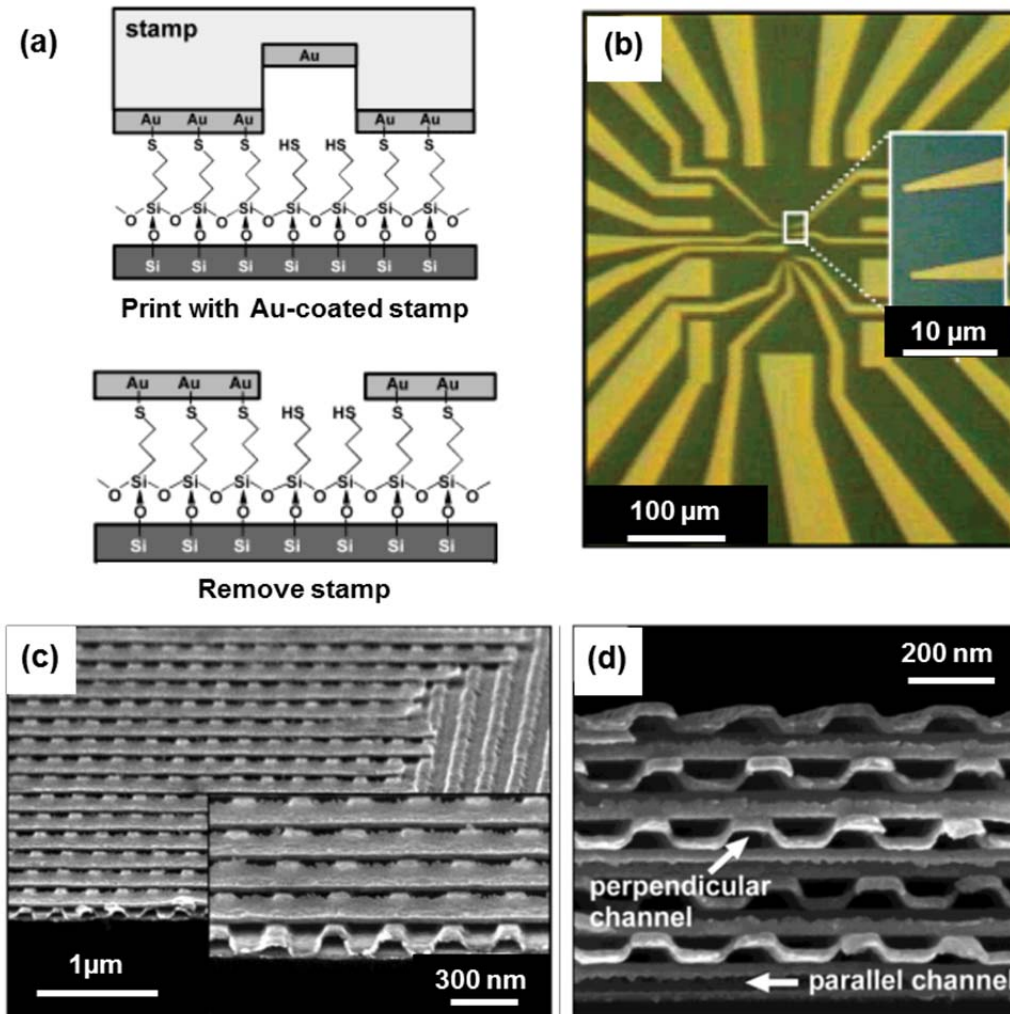 (a)
stamp
Au
Au Au Au Au Au
S S S HS HS S S
Si Si Si Si Si Si Si
O O O O O O O O
O O O O O O O
Si Si Si Si Si Si Si
Print with Au-coated stamp
Au Au Au Au Au
S S S HS HS S S
Si Si Si Si Si Si Si
O O O O O O O O
O O O O O O O
Si Si Si Si Si Si Si
Remove stamp
(b)
10 µm
100 µm
(c)
1µm
300 nm
(d)
200 nm
perpendicular
channel
parallel channel